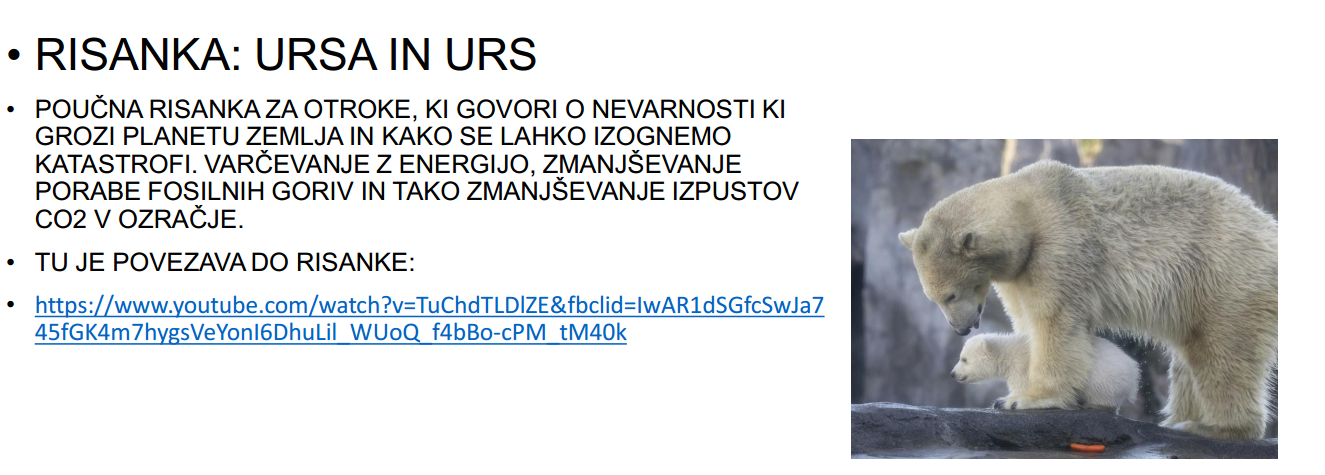 • RISANKA: URSA IN URS
• POUČNA RISANKA ZA OTROKE, KI GOVORI O NEVARNOSTI KI
GROZI PLANETU ZEMLJA IN KAKO SE LAHKO IZOGNEMO
KATASTROFI. VARČEVANJE Z ENERGIJO, ZMANJŠEVANJE
PORABE FOSILNIH GORIV IN TAKO ZMANJŠEVANJE IZPUSTOV
CO2 V OZRAČJE.
• TU JE POVEZAVA DO RISANKE:
• https://www.youtube.com/watch?v=TuChdTLDlZE&fbclid=IwAR1dSGfcSwJa7
45fGK4m7hygsVeYonI6DhuLil_WUoQ_f4bBo-cPM_tM40k